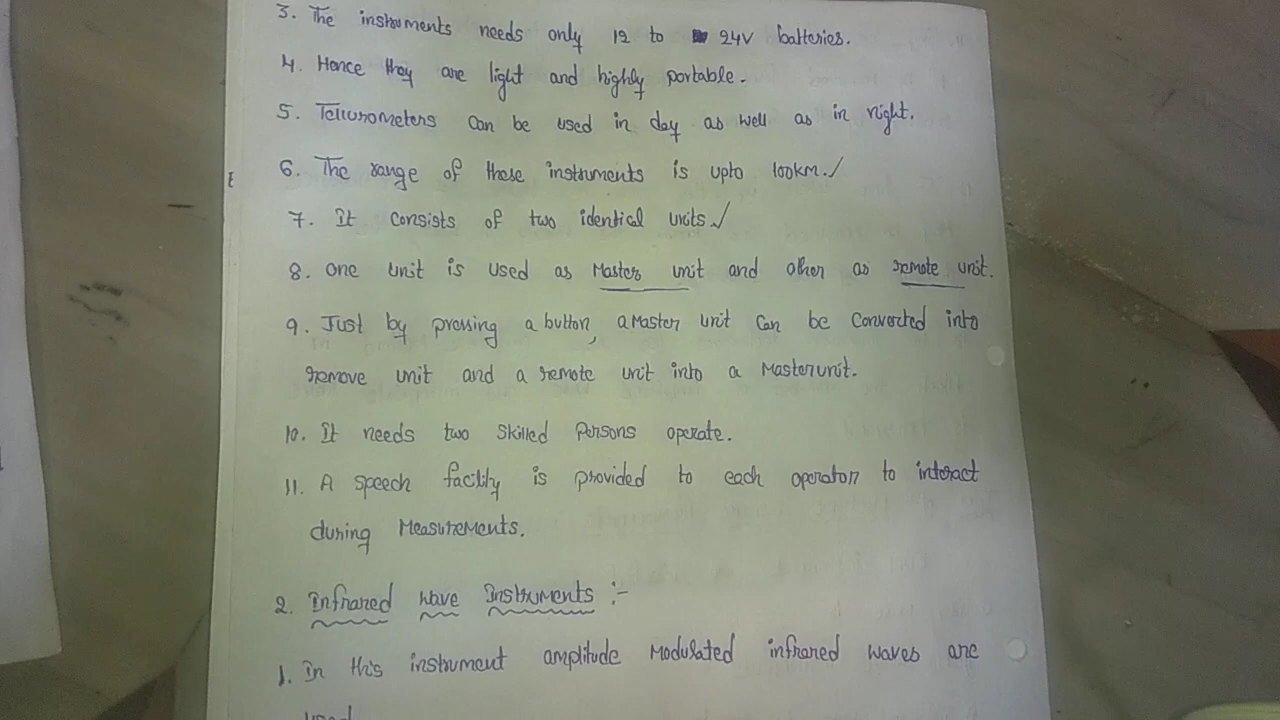 3. The instruments needs only 12 to 24V batteries.
4. Hence they are light and highly portable.
5. Tellurometers can be used in day as well as in night.
6. The range of these instruments is upto 100km.
7. It consists of two identical units.
8. One unit is used as Master unit and other as remote unit.
9. Just by pressing a button, a Master unit can be converted into
remove unit and a remote unit into a Master unit.
10. It needs two skilled persons operate.
11. A speech facility is provided to each operator to interact
during Measurements.
2. Infrared wave Instruments :-
1. In this instrument amplitude modulated infrared waves are
used